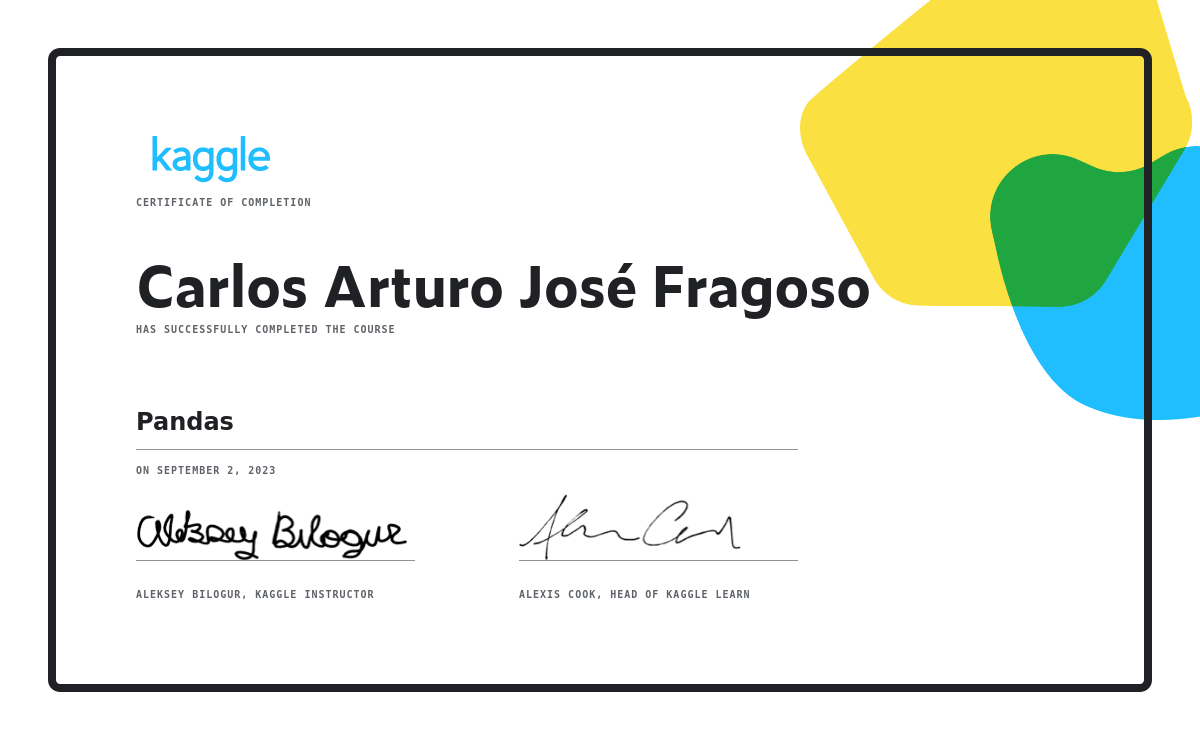 kaggle
CERTIFICATE OF COMPLETION
Carlos Arturo José Fragoso
HAS SUCCESSFULLY COMPLETED THE COURSE
Pandas
ON SEPTEMBER 2, 2023
Aleksey Bilogur
ALEKSEY BILOGUR, KAGGLE INSTRUCTOR
ALEXIS COOK, HEAD OF KAGGLE LEARN